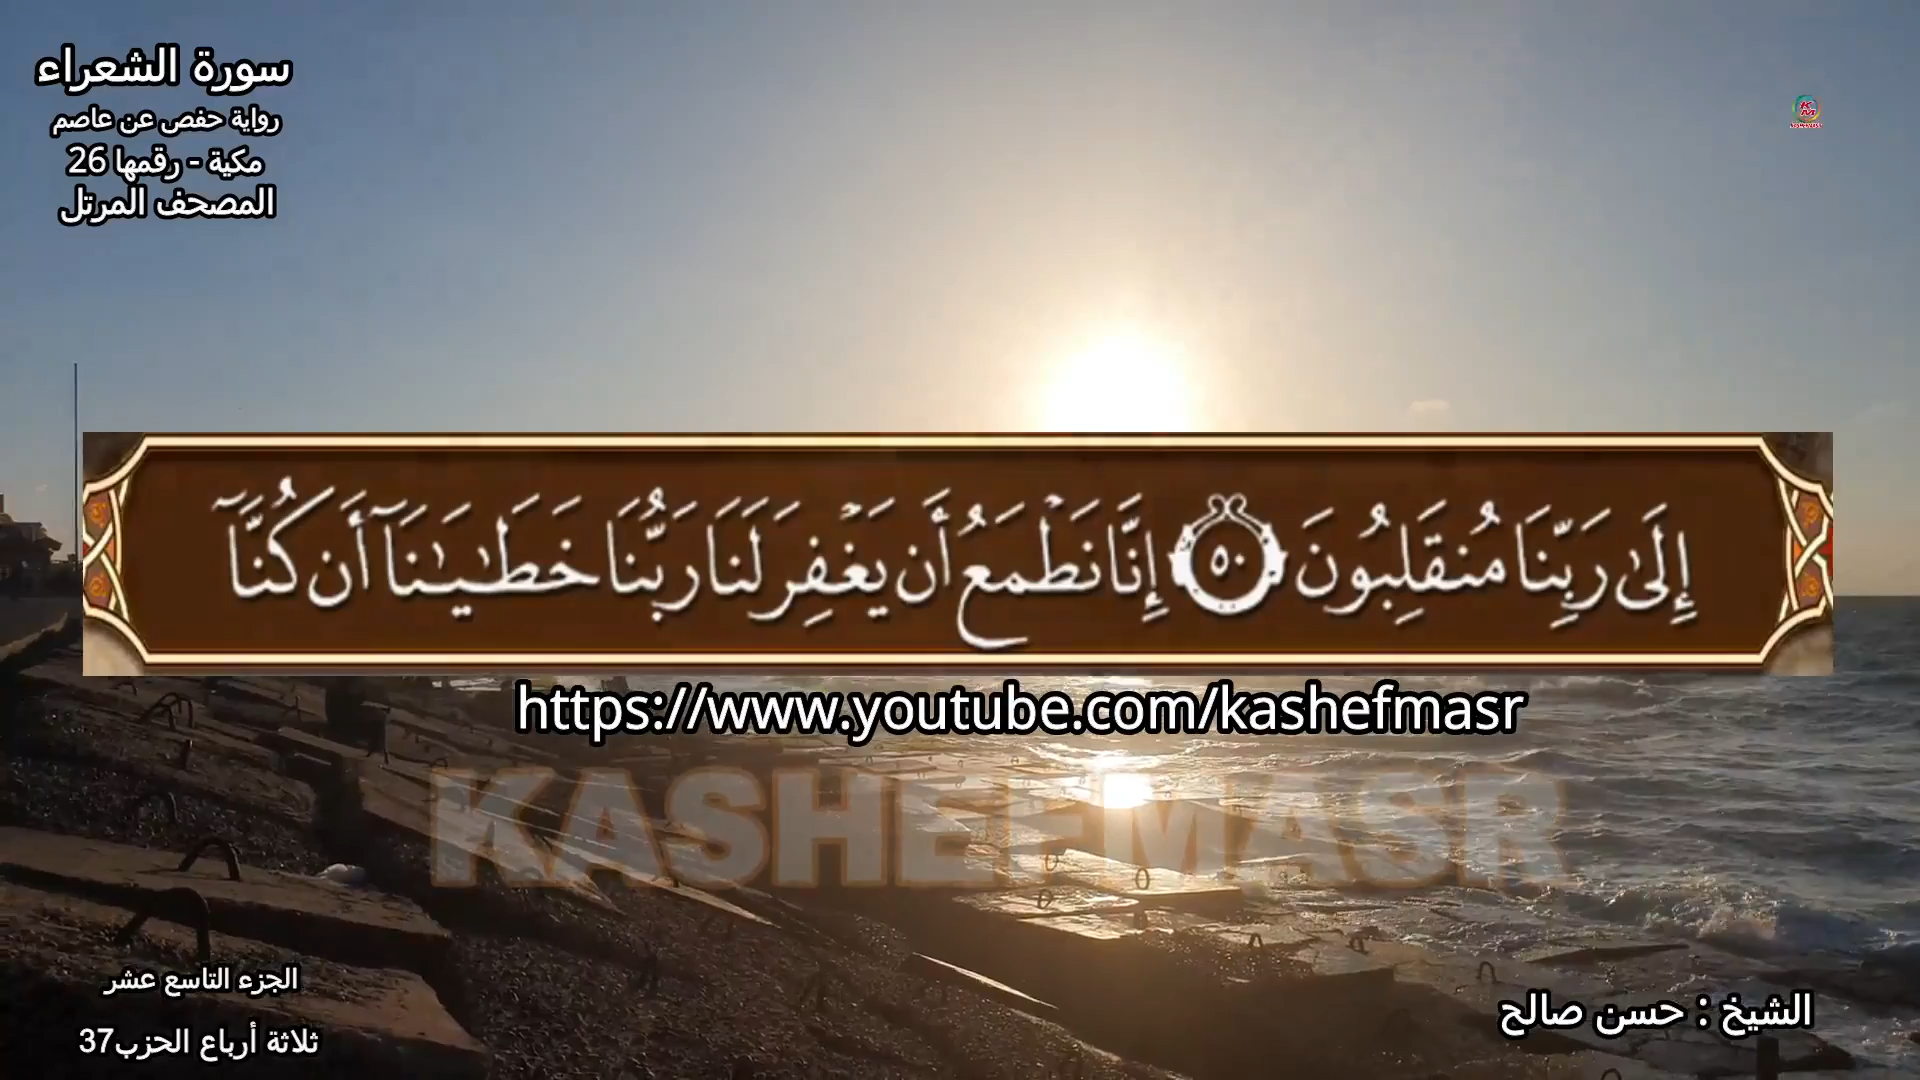 سورة الشعراء
رواية حفص عن عاصم
مكية - رقمها 26
المصحف المرتل
إِلَىٰ رَبِّنَا مُنقَلِبُونَ ٥٠ إِنَّا نَطْمَعُ أَن يَغْفِرَ لَنَا رَبُّنَا خَطَٰيَٰنَآ أَن كُنَّآ
https://www.youtube.com/kashefmasr
KASHEFMASR
الجزء التاسع عشر
ثلاثة أرباع الحزب37
الشيخ : حسن صالح